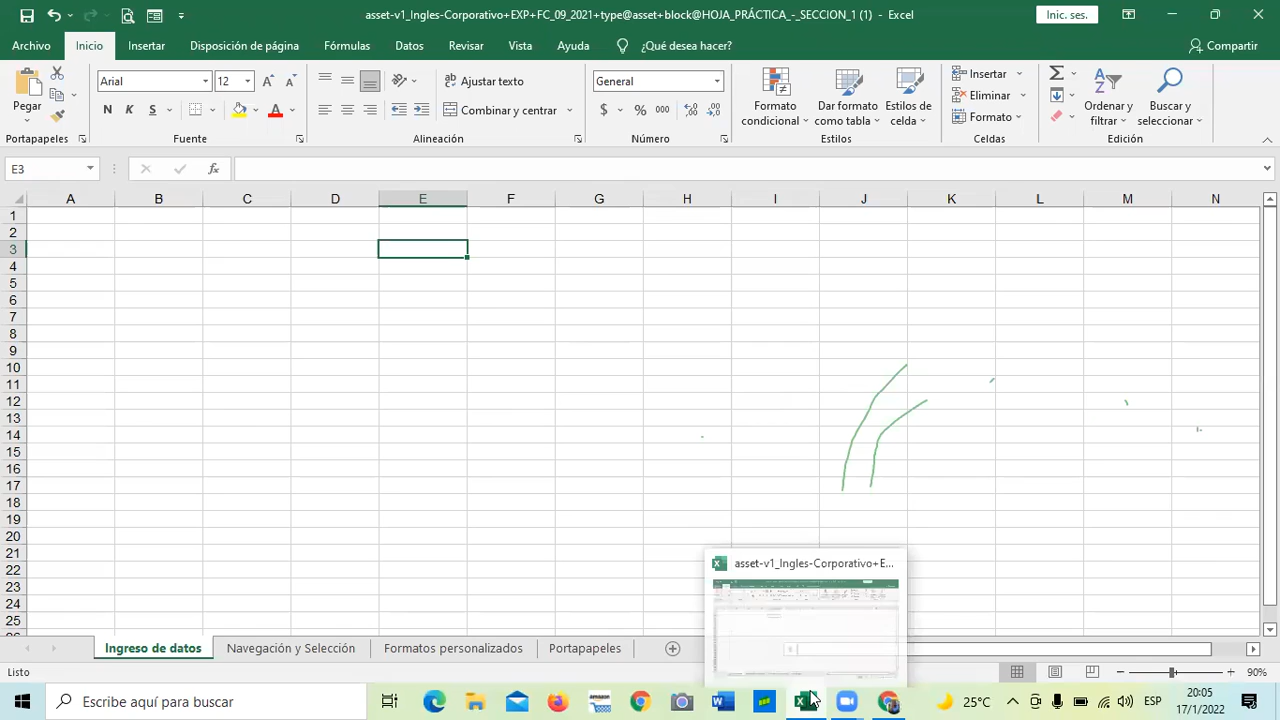 asset-v1_Ingles-Corporativo+EXP+FC_09_2021+type@asset+block@HOJA_PRÁCTICA_-_SECCION_1 (1) - Excel
Inic. ses.
Archivo Inicio Insertar Disposición de página Fórmulas Datos Revisar Vista Ayuda ¿Qué desea hacer? Compartir
Pegar
Arial 12
N K S
Ajustar texto
Combinar y centrar
General
$ % 000
Formato condicional
Dar formato como tabla
Estilos de celda
Insertar
Eliminar
Formato
Ordenar y filtrar
Buscar y seleccionar
Portapapeles Fuente Alineación Número Estilos Celdas Edición
E3 fx
A B C D E F G H I J K L M N
1
2
3
4
5
6
7
8
9
10
11
12
13
14
15
16
17
18
19
20
21
22
23
24
25
asset-v1_Ingles-Corporativo+E...
Ingreso de datos Navegación y Selección Formatos personalizados Portapapeles
Listo 90%
Escribe aquí para buscar 25°C ESP 20:05
17/1/2022